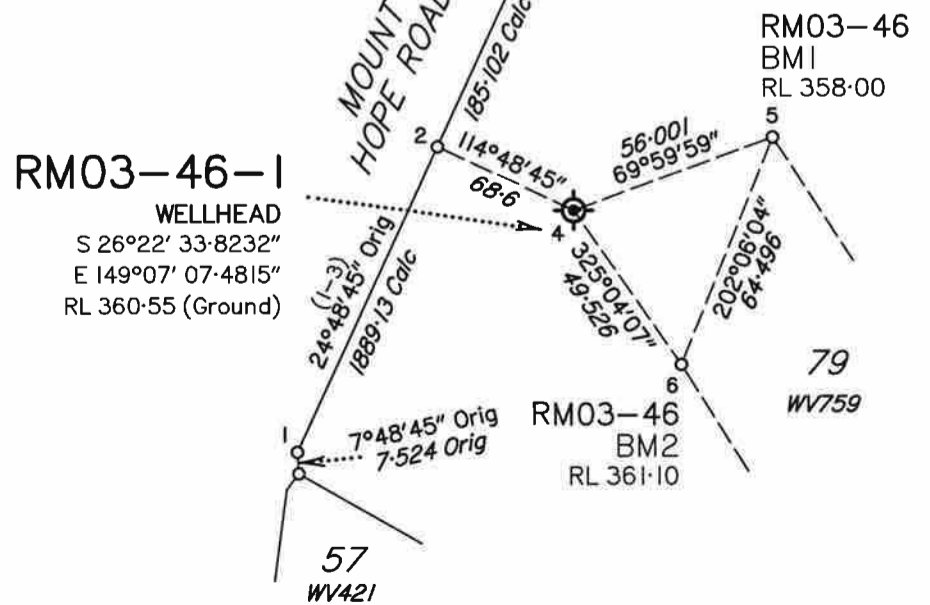 MOUNT
HOPE ROAD
185·102 Calc
RM03-46
BM1
RL 358·00
5
2
114°48'45"
68·6
56·001
69°59'59"
RM03-46-1
WELLHEAD
S 26°22' 33·8232"
E 149°07' 07·4815"
RL 360·55 (Ground)
4
(1-3)
24°48'45" Orig
1889·13 Calc
325°04'07"
49·526
202°06'04"
64·496
79
WV759
6
RM03-46
BM2
RL 361·10
1
7°48'45" Orig
7·524 Orig
57
WV421